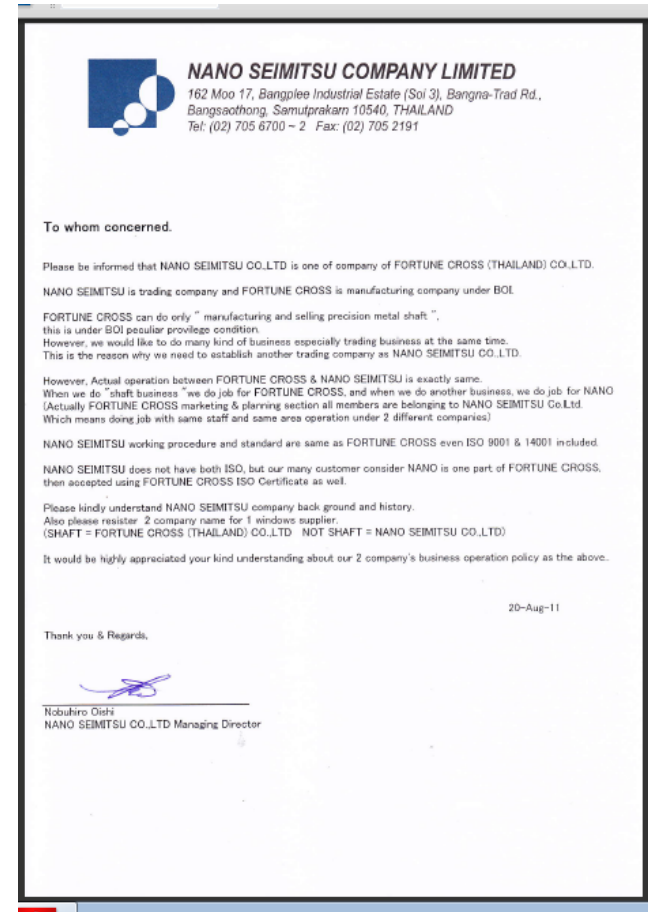 NANO SEIMITSU COMPANY LIMITED
162 Moo 17, Bangplee Industrial Estate (Soi 3), Bangna-Trad Rd.,
Bangsaothong, Samutprakarn 10540, THAILAND
Tel: (02) 705 6700 ~ 2 Fax: (02) 705 2191
To whom concerned.
Please be informed that NANO SEIMITSU CO.,LTD is one of company of FORTUNE CROSS (THAILAND) CO.,LTD.
NANO SEIMITSU is trading company and FORTUNE CROSS is manufacturing company under BOI.
FORTUNE CROSS can do only " manufacturing and selling precision metal shaft ",
this is under BOI peculiar provilege condition.
However, we would like to do many kind of business especially trading business at the same time.
This is the reason why we need to establish another trading company as NANO SEIMITSU CO.,LTD.
However, Actual operation between FORTUNE CROSS & NANO SEIMITSU is exactly same.
When we do "shaft business "we do job for FORTUNE CROSS, and when we do another business, we do job for NANO
(Actually FORTUNE CROSS marketing & planning section all members are belonging to NANO SEIMITSU Co.Ltd.
Which means doing job with same staff and same area operation under 2 different companies)
NANO SEIMITSU working procedure and standard are same as FORTUNE CROSS even ISO 9001 & 14001 included.
NANO SEIMITSU does not have both ISO, but our many customer consider NANO is one part of FORTUNE CROSS,
then accepted using FORTUNE CROSS ISO Certificate as well.
Please kindly understand NANO SEIMITSU company back ground and history.
Also please resister 2 company name for 1 windows supplier.
(SHAFT = FORTUNE CROSS (THAILAND) CO.,LTD NOT SHAFT = NANO SEIMITSU CO.,LTD)
It would be highly appreciated your kind understanding about our 2 company's business operation policy as the above..
20-Aug-11
Thank you & Regards,
Nobuhiro Oishi
NANO SEIMITSU CO.,LTD Managing Director